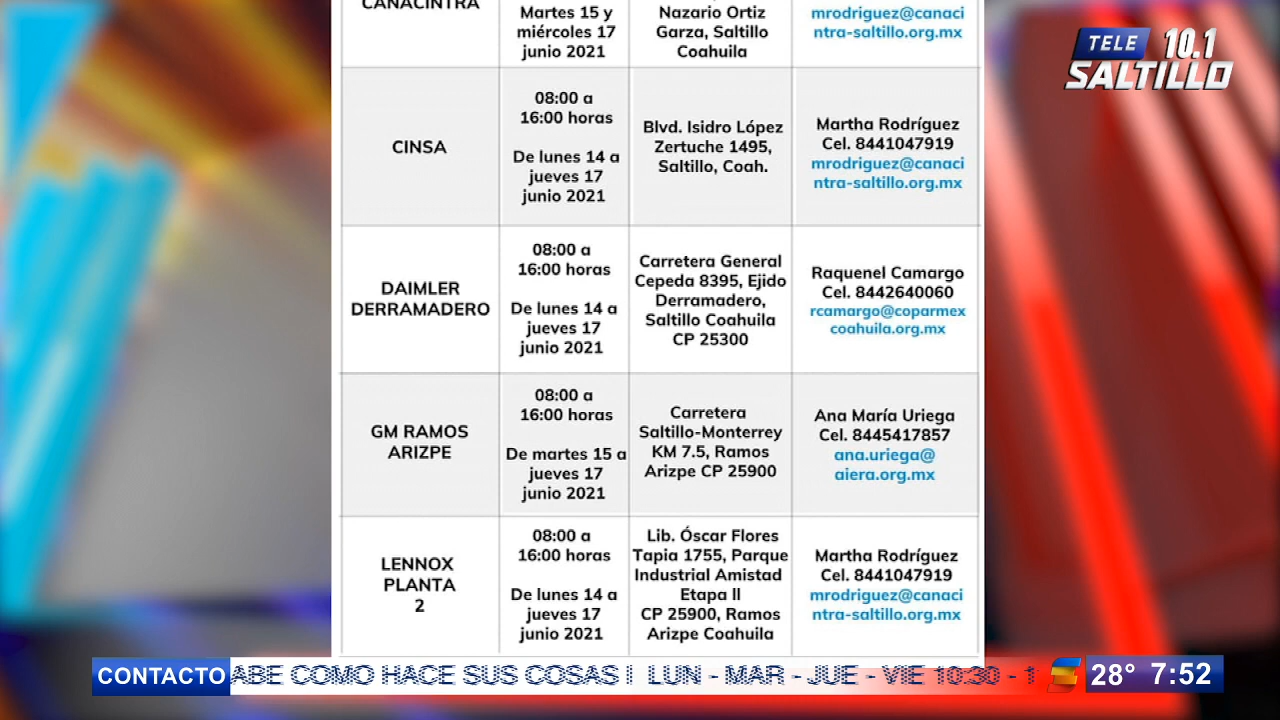 CANACINTRA
Martes 15 y
miércoles 17
junio 2021
Nazario Ortiz
Garza, Saltillo
Coahuila
mrodriguez@canaci
ntra-saltillo.org.mx
TELE 10.1
SALTILLO
CINSA
08:00 a
16:00 horas
De lunes 14 a
jueves 17
junio 2021
Blvd. Isidro López
Zertuche 1495,
Saltillo, Coah.
Martha Rodríguez
Cel. 8441047919
mrodriguez@canaci
ntra-saltillo.org.mx
DAIMLER
DERRAMADERO
08:00 a
16:00 horas
De lunes 14 a
jueves 17
junio 2021
Carretera General
Cepeda 8395, Ejido
Derramadero,
Saltillo Coahuila
CP 25300
Raquenel Camargo
Cel. 8442640060
rcamargo@coparmex
coahuila.org.mx
GM RAMOS
ARIZPE
08:00 a
16:00 horas
De martes 15 a
jueves 17
junio 2021
Carretera
Saltillo-Monterrey
KM 7.5, Ramos
Arizpe CP 25900
Ana María Uriega
Cel. 8445417857
ana.uriega@
aiera.org.mx
LENNOX
PLANTA
2
08:00 a
16:00 horas
De lunes 14 a
jueves 17
junio 2021
Lib. Óscar Flores
Tapia 1755, Parque
Industrial Amistad
Etapa II
CP 25900, Ramos
Arizpe Coahuila
Martha Rodríguez
Cel. 8441047919
mrodriguez@canaci
ntra-saltillo.org.mx
CONTACTO ABE COMO HACE SUS COSAS | LUN - MAR - JUE - VIE 10:30 - 1 28° 7:52